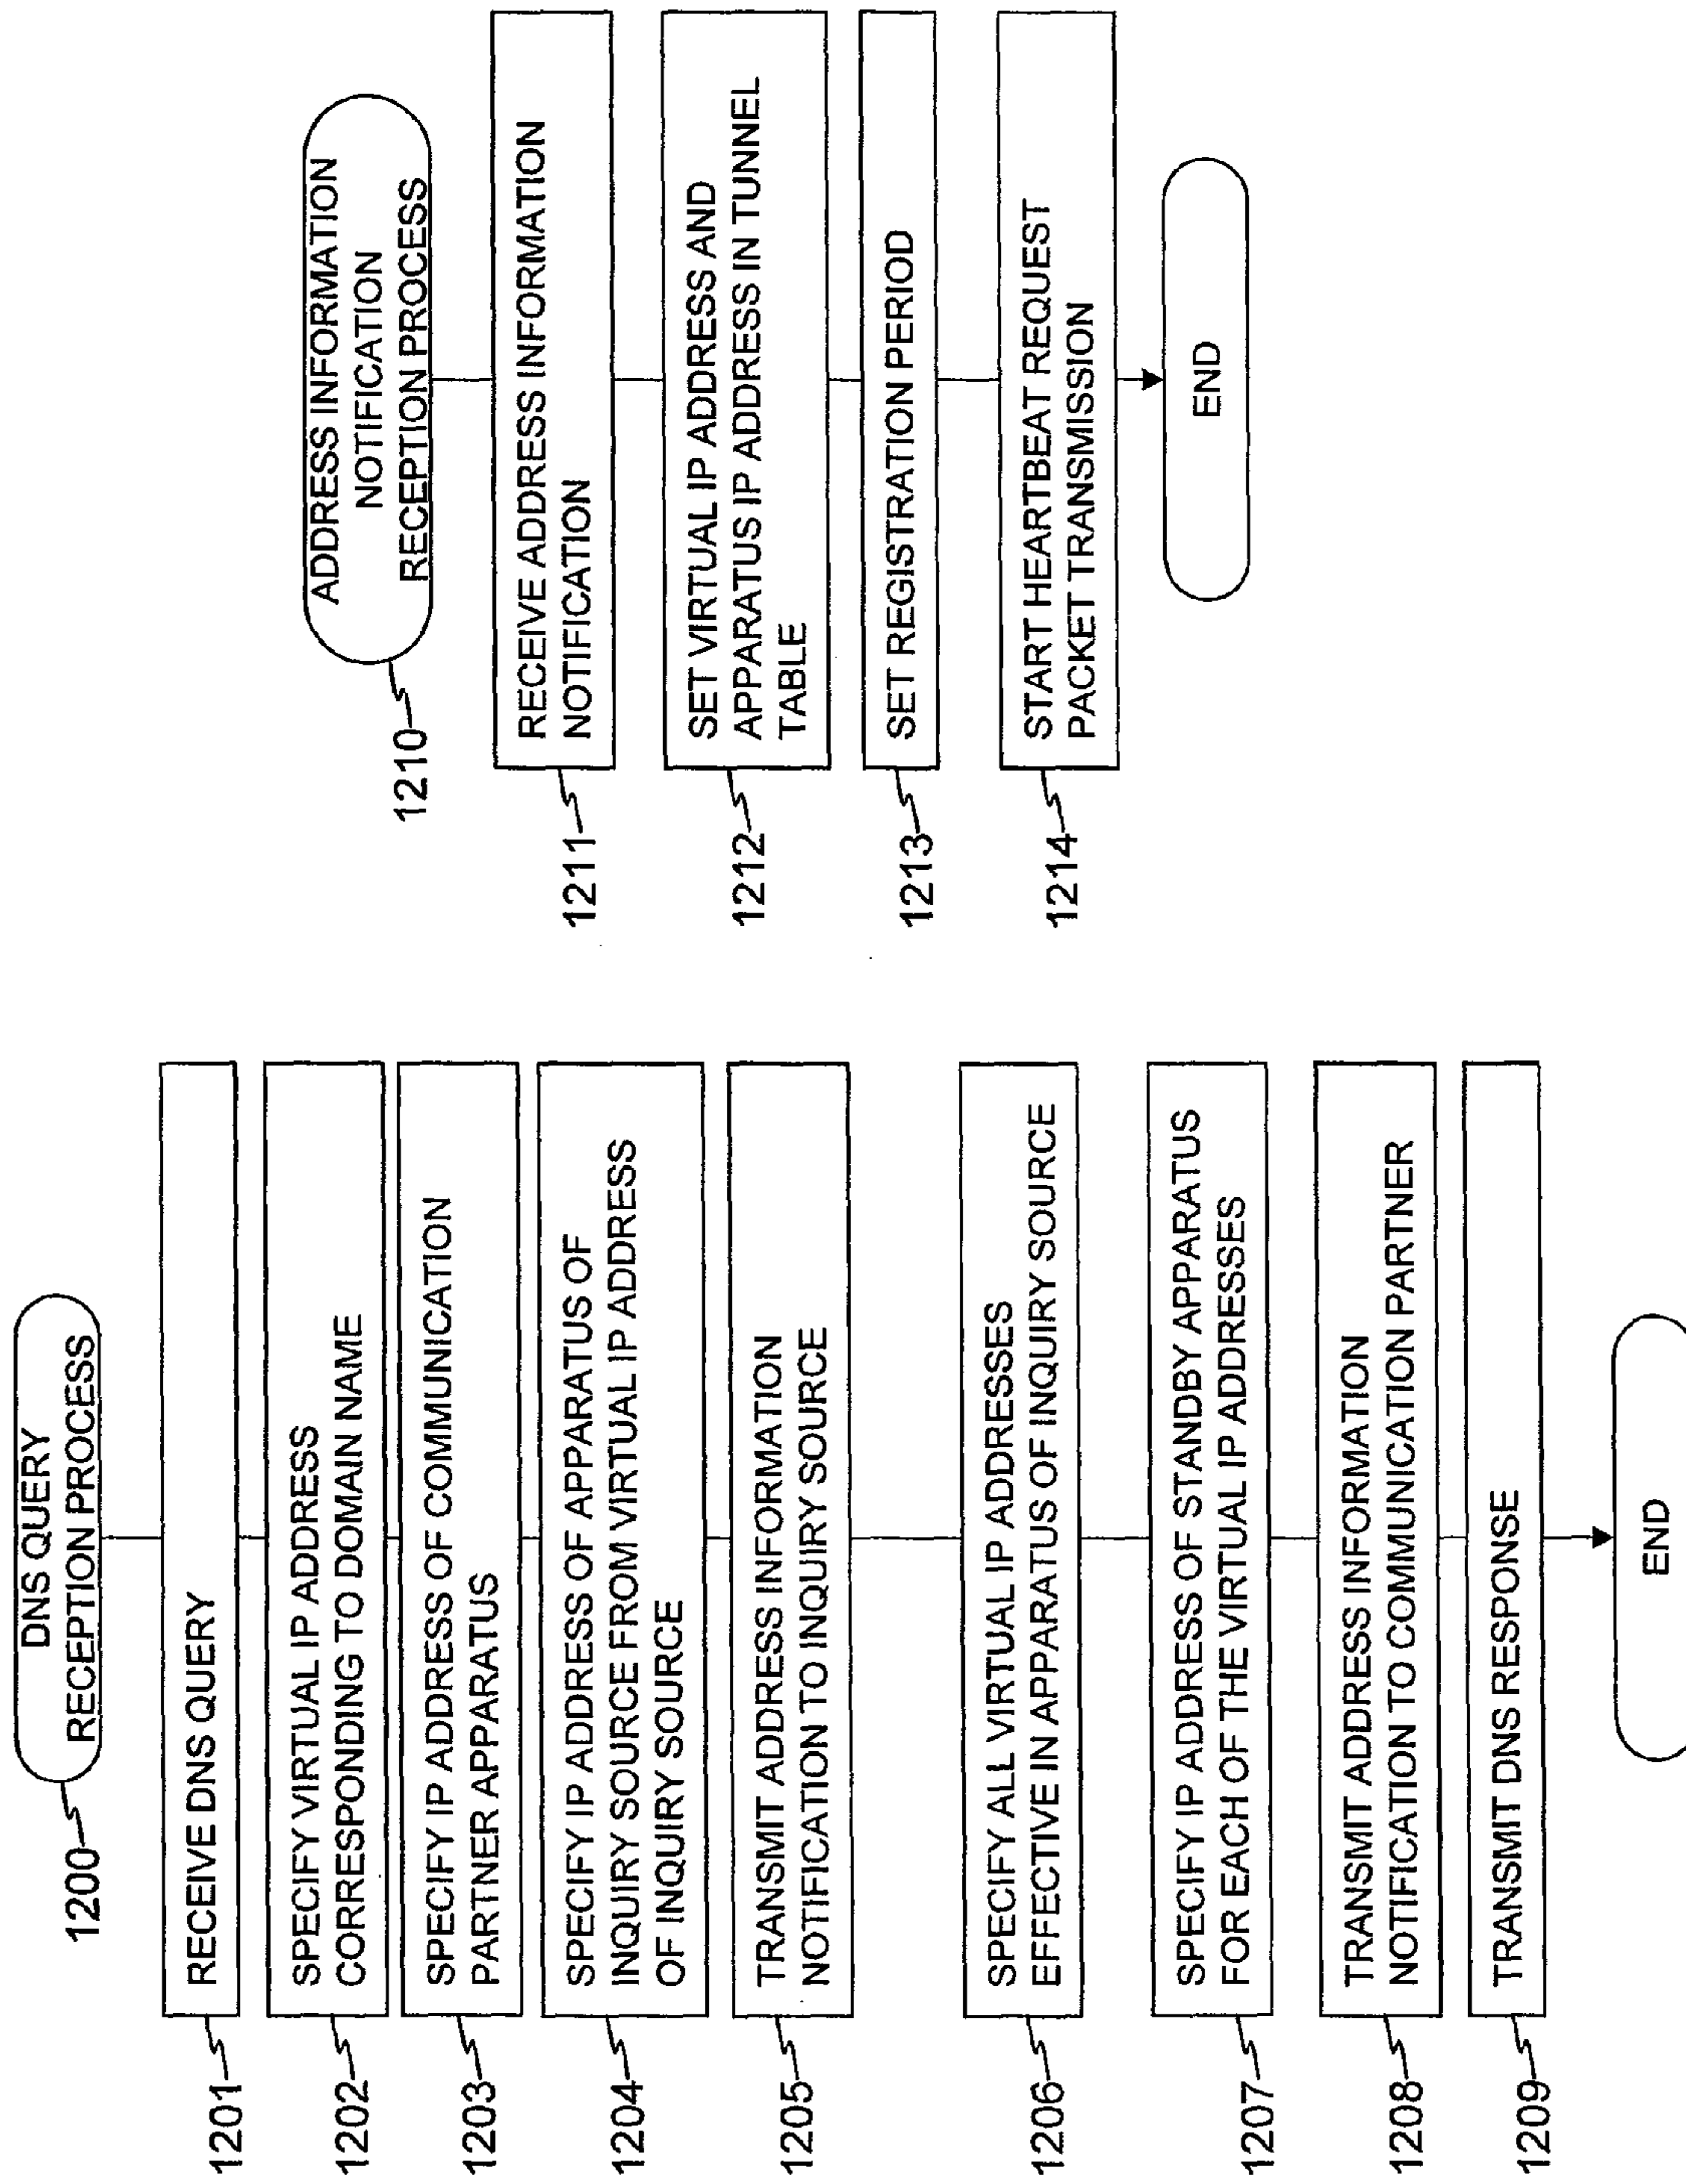 DNS QUERY
RECEPTION PROCESS
1200
RECEIVE DNS QUERY
1201
SPECIFY VIRTUAL IP ADDRESS
CORRESPONDING TO DOMAIN NAME
1202
SPECIFY IP ADDRESS OF COMMUNICATION
PARTNER APPARATUS
1203
SPECIFY IP ADDRESS OF APPARATUS OF
INQUIRY SOURCE FROM VIRTUAL IP ADDRESS
OF INQUIRY SOURCE
1204
TRANSMIT ADDRESS INFORMATION
NOTIFICATION TO INQUIRY SOURCE
1205
SPECIFY ALL VIRTUAL IP ADDRESSES
EFFECTIVE IN APPARATUS OF INQUIRY SOURCE
1206
SPECIFY IP ADDRESS OF STANDBY APPARATUS
FOR EACH OF THE VIRTUAL IP ADDRESSES
1207
TRANSMIT ADDRESS INFORMATION
NOTIFICATION TO COMMUNICATION PARTNER
1208
TRANSMIT DNS RESPONSE
1209
END
ADDRESS INFORMATION
NOTIFICATION
RECEPTION PROCESS
1210
RECEIVE ADDRESS INFORMATION
NOTIFICATION
1211
SET VIRTUAL IP ADDRESS AND
APPARATUS IP ADDRESS IN TUNNEL
TABLE
1212
SET REGISTRATION PERIOD
1213
START HEARTBEAT REQUEST
PACKET TRANSMISSION
1214
END